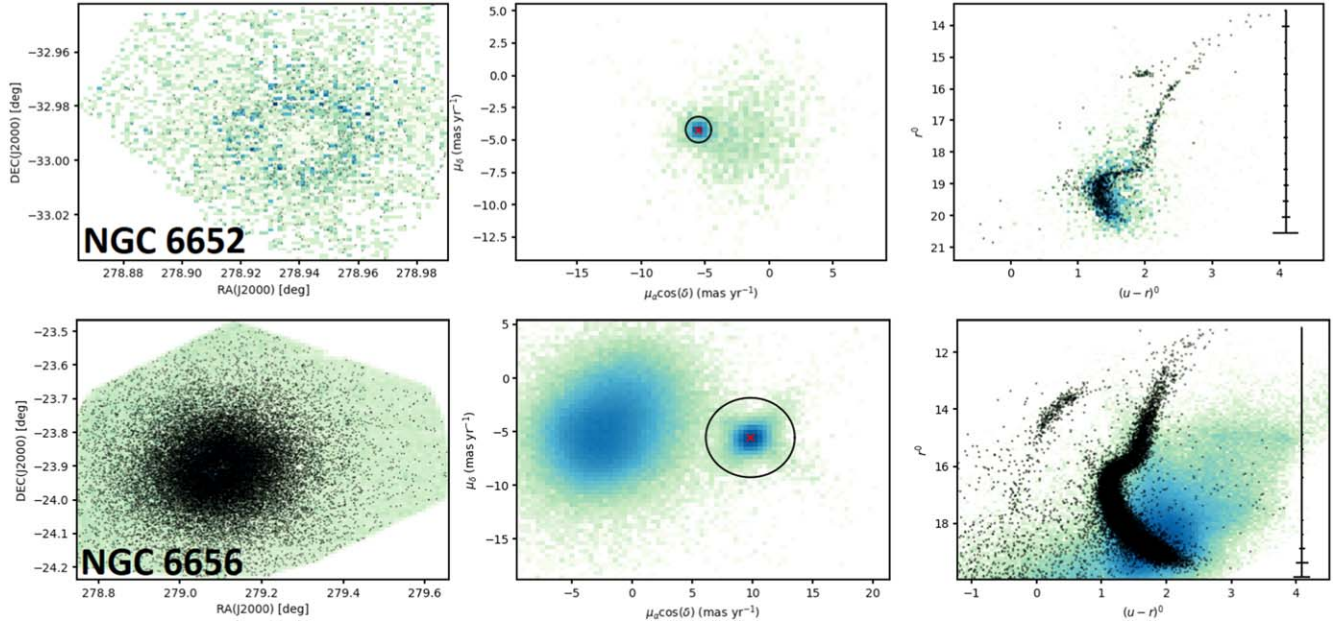 −32.96
−32.98
−33.00
−33.02
DEC(J2000) [deg]
NGC 6652
278.88 278.90 278.92 278.94 278.96 278.98
RA(J2000) [deg]
5.0
2.5
0.0
−2.5
−5.0
−7.5
−10.0
−12.5
μδ (mas yr⁻¹)
−15 −10 −5 0
μαcos(δ) (mas yr⁻¹)
14
15
16
17
18
19
20
21
r⁰
0 1 2 3 4
(u − r)⁰
−23.5
−23.6
−23.7
−23.8
−23.9
−24.0
−24.1
−24.2
DEC(J2000) [deg]
NGC 6656
278.8 279.0 279.2 279.4 279.6
RA(J2000) [deg]
5
0
−5
−10
−15
μδ (mas yr⁻¹)
−5 0 5 10 15 20
μαcos(δ) (mas yr⁻¹)
12
14
16
18
r⁰
−1 0 1 2 3 4
(u − r)⁰